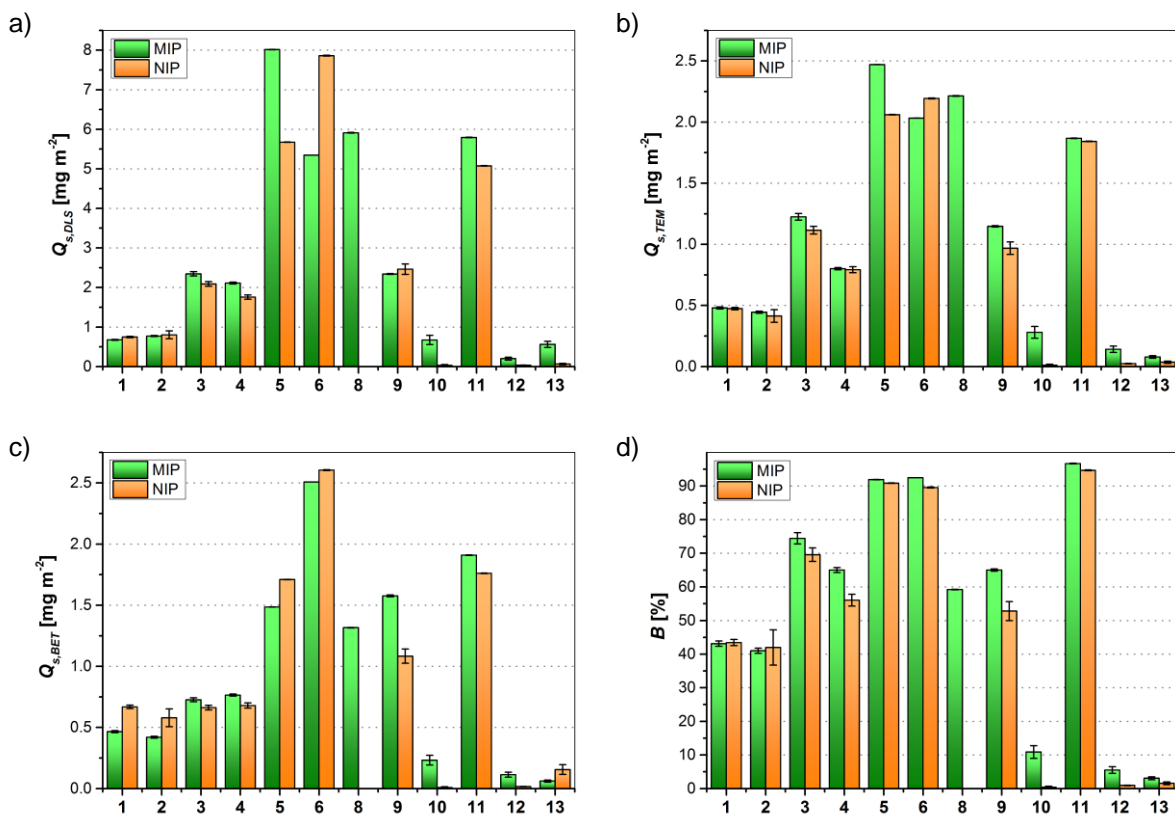 a)
MIP
NIP
Q_{s,DLS} [mg m^{-2}]
8
7
6
5
4
3
2
1
0
1 2 3 4 5 6 8 9 10 11 12 13
b)
MIP
NIP
Q_{s,TEM} [mg m^{-2}]
2.5
2.0
1.5
1.0
0.5
0.0
1 2 3 4 5 6 8 9 10 11 12 13
c)
MIP
NIP
Q_{s,BET} [mg m^{-2}]
2.5
2.0
1.5
1.0
0.5
0.0
1 2 3 4 5 6 8 9 10 11 12 13
d)
MIP
NIP
B [%]
90
80
70
60
50
40
30
20
10
0
1 2 3 4 5 6 8 9 10 11 12 13